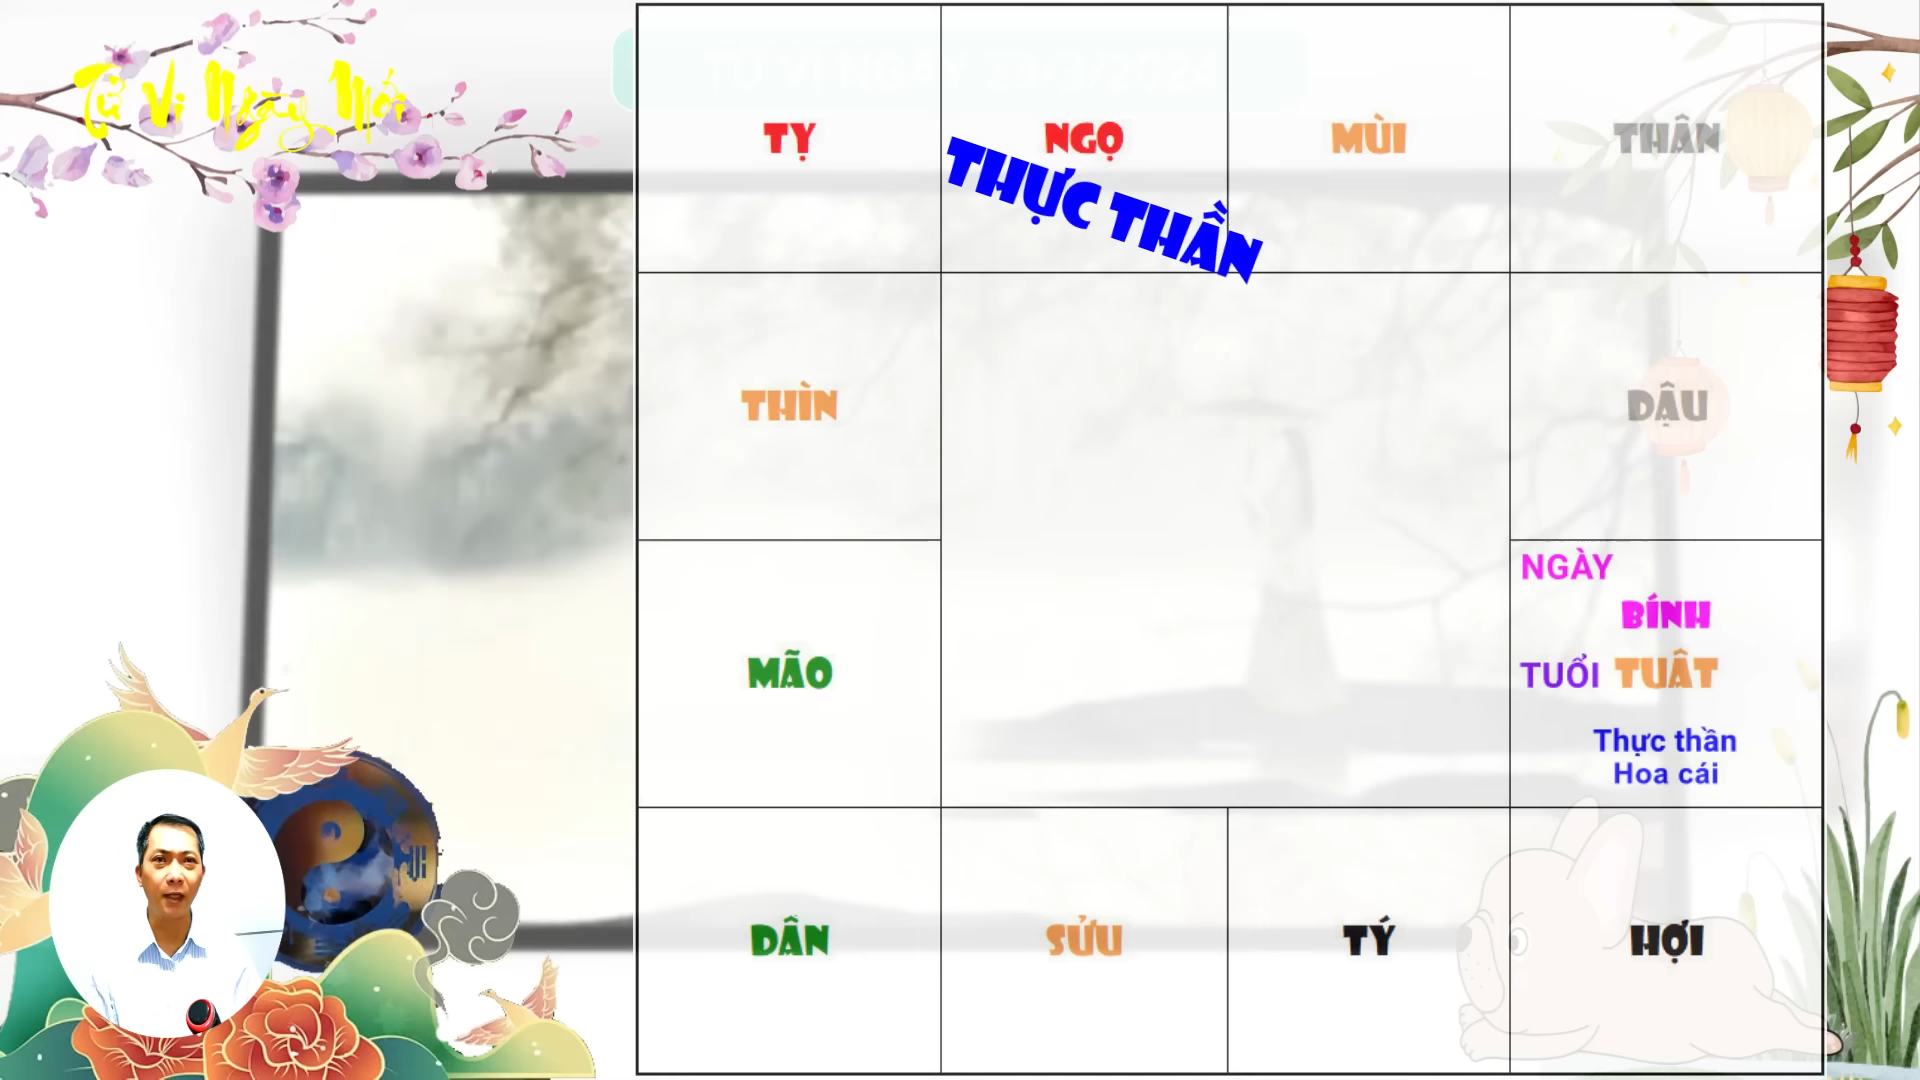 Tử Vi Ngày Mới
TỴ
NGỌ
MÙI
THÂN
THỰC THẦN
THÌN
DẬU
NGÀY
BÍNH
MÃO
TUỔI TUẤT
Thực thần
Hoa cái
DẦN
SỬU
TÝ
HỢI